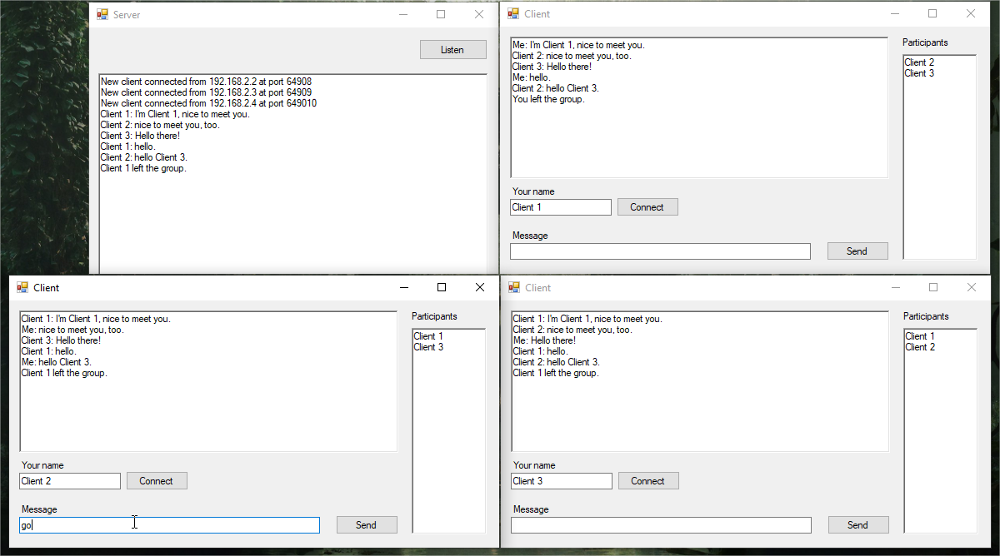 Server
Listen
New client connected from 192.168.2.2 at port 64908
New client connected from 192.168.2.3 at port 64909
New client connected from 192.168.2.4 at port 649010
Client 1: I'm Client 1, nice to meet you.
Client 2: nice to meet you, too.
Client 3: Hello there!
Client 1: hello.
Client 2: hello Client 3.
Client 1 left the group.
Client
Me: I'm Client 1, nice to meet you.
Client 2: nice to meet you, too.
Client 3: Hello there!
Me: hello.
Client 2: hello Client 3.
You left the group.
Participants
Client 2
Client 3
Your name
Client 1
Connect
Message
Send
Client
Client 1: I'm Client 1, nice to meet you.
Me: nice to meet you, too.
Client 3: Hello there!
Client 1: hello.
Me: hello Client 3.
Client 1 left the group.
Participants
Client 1
Client 3
Your name
Client 2
Connect
Message
go
Send
Client
Client 1: I'm Client 1, nice to meet you.
Client 2: nice to meet you, too.
Me: Hello there!
Client 1: hello.
Client 2: hello Client 3.
Client 1 left the group.
Participants
Client 1
Client 2
Your name
Client 3
Connect
Message
Send